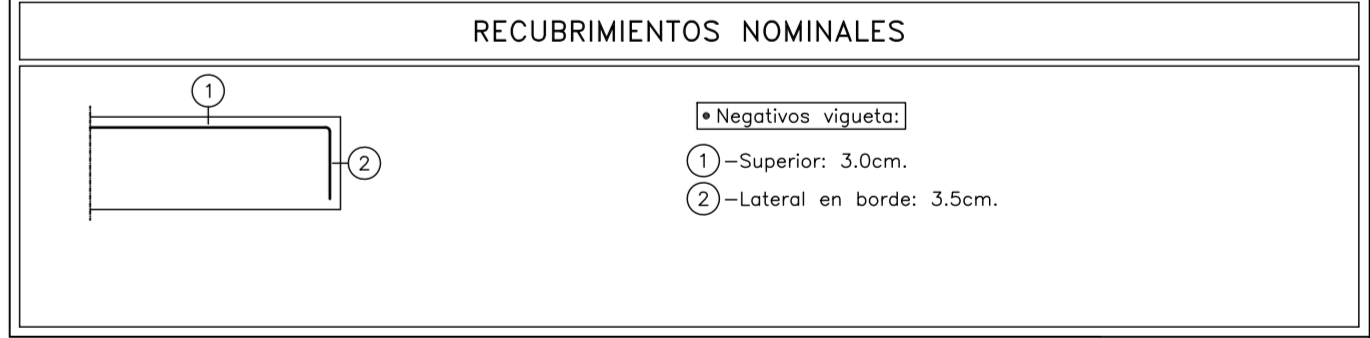 RECUBRIMIENTOS NOMINALES
1
2
• Negativos vigueta:
1 -Superior: 3.0cm.
2 -Lateral en borde: 3.5cm.